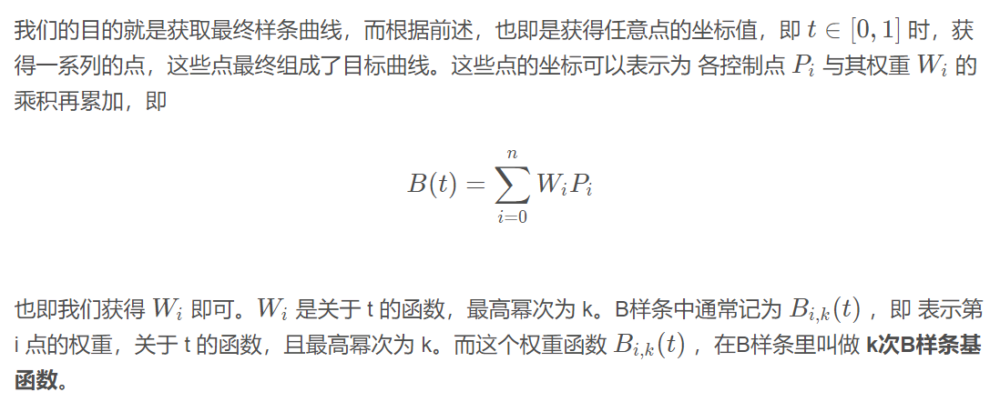 我们的目的就是获取最终样条曲线，而根据前述，也即是获得任意点的坐标值，即 t ∈ [0, 1] 时，获
得一系列的点，这些点最终组成了目标曲线。这些点的坐标可以表示为 各控制点 P_i 与其权重 W_i 的
乘积再累加，即
B(t) = \sum_{i=0}^{n} W_i P_i
也即我们获得 W_i 即可。W_i 是关于 t 的函数，最高幂次为 k。B样条中通常记为 B_{i,k}(t) ，即 表示第
i 点的权重，关于 t 的函数，且最高幂次为 k。而这个权重函数 B_{i,k}(t) ，在B样条里叫做 k次B样条基
函数。